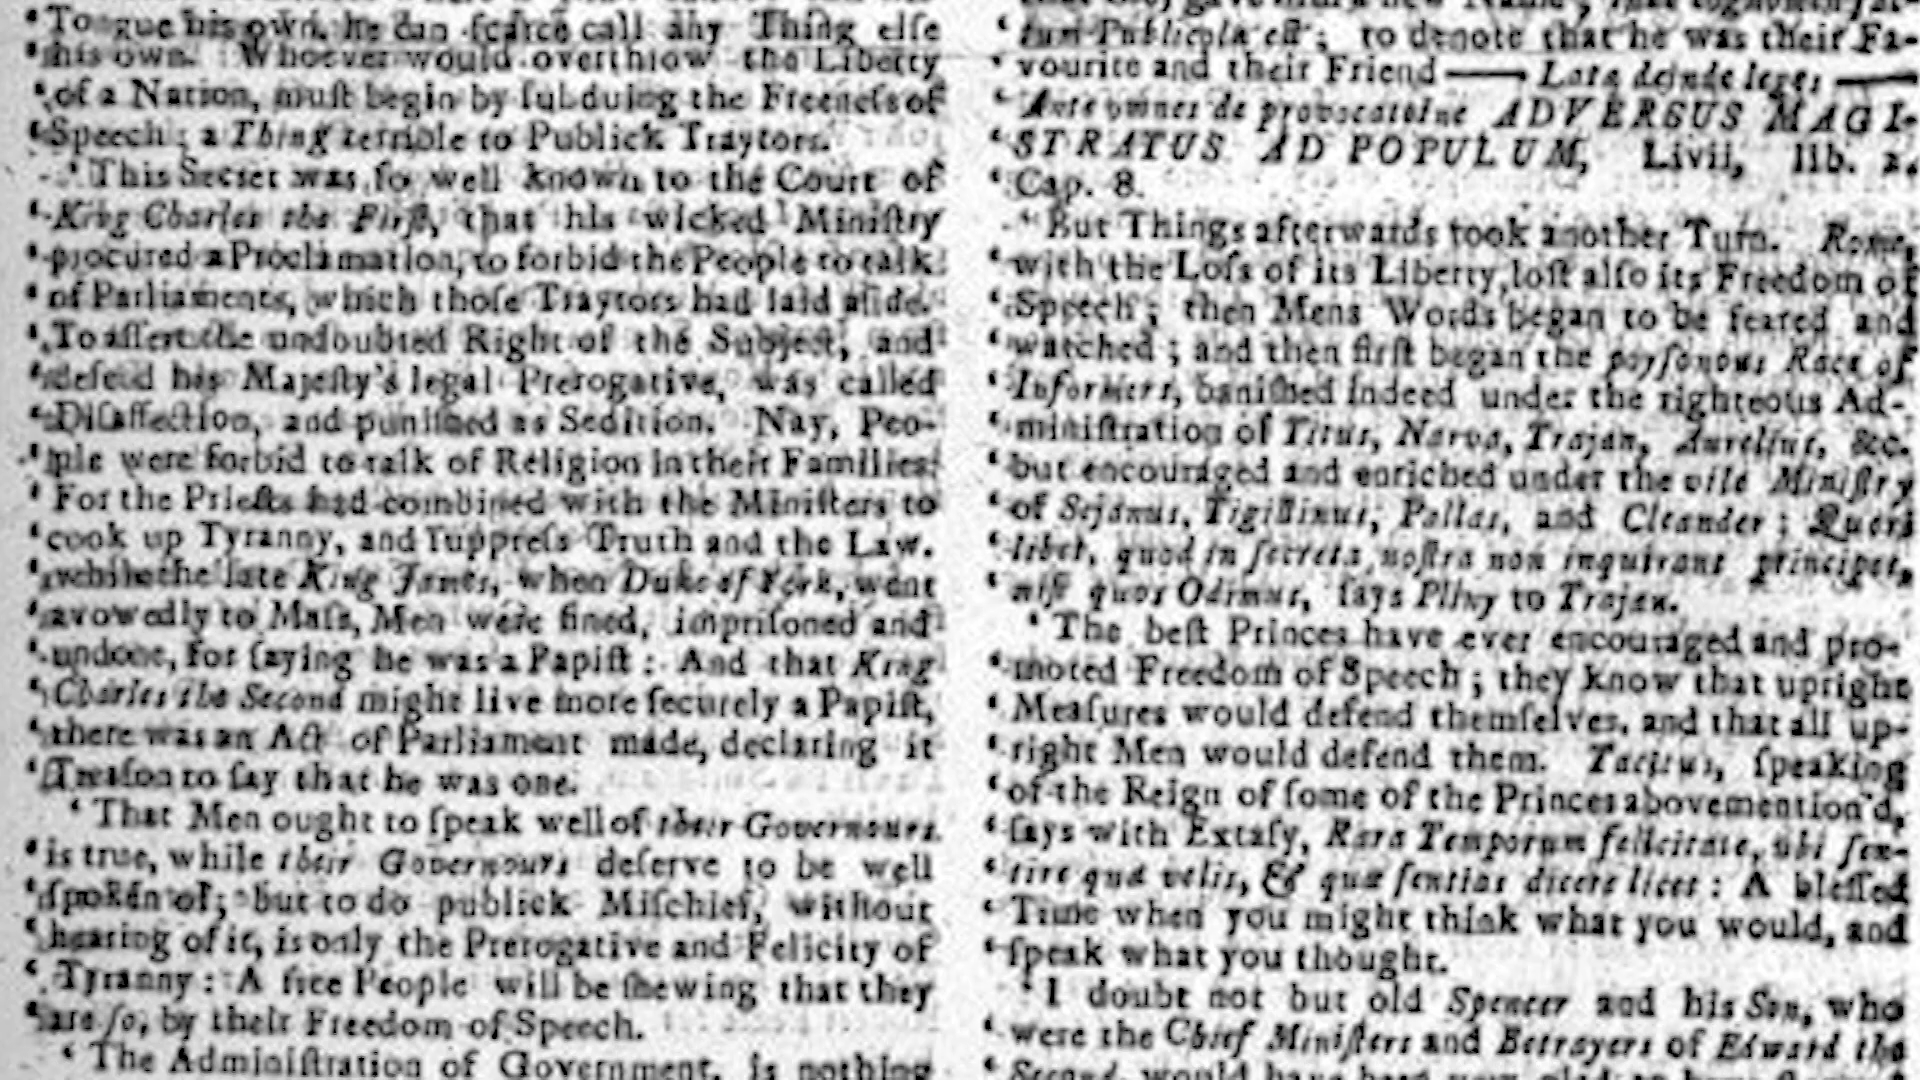 ‘Tongue his own, he can scarce call any Thing else
‘his own. Whoever would overthrow the Liberty
‘of a Nation, must begin by subduing the Freeness of
‘Speech; a Thing terrible to Publick Traytors.
‘This Secret was so well known to the Court of
‘King Charles the First, that his wicked Ministry
‘procured a Proclamation, to forbid the People to talk
‘of Parliaments, which those Traytors had laid aside.
‘To assert the undoubted Right of the Subject, and
‘defend his Majesty's legal Prerogative, was called
‘Disaffection, and punished as Sedition. Nay, Peo-
‘ple were forbid to talk of Religion in their Families:
‘For the Priests had combined with the Ministers to
‘cook up Tyranny, and suppress Truth and the Law.
‘while the late King James, when Duke of York, went
‘avowedly to Mass, Men were fined, imprisoned and
‘undone, for saying he was a Papist: And that King
‘Charles the Second might live more securely a Papist,
‘there was an Act of Parliament made, declaring it
‘Treason to say that he was one.
‘That Men ought to speak well of their Governours
‘is true, while their Governours deserve to be well
‘spoken of; but to do publick Mischief, without
‘hearing of it, is only the Prerogative and Felicity of
‘Tyranny: A free People will be shewing that they
‘are so, by their Freedom of Speech.
‘The Administration of Government, is nothing
‘tum Publicola est; to denote that he was their Fa-
‘vourite and their Friend —— Lata deinde leges ——
‘Ante omnes de provocatoine ADVERSUS MAGI-
‘STRATUS AD POPULUM, Livii, lib. 2.
‘Cap. 8.
‘But Things afterwards took another Turn. Rome,
‘with the Loss of its Liberty, lost also its Freedom of
‘Speech; then Mens Words began to be feared and
‘watched; and then first began the poysonous Race of
‘Informers, banished indeed under the righteous Ad-
‘ministration of Titus, Narva, Trajan, Aurelius, &c.
‘but encouraged and enriched under the vile Ministry
‘of Sejanus, Tigillinus, Pallas, and Cleander; Queri
‘libet, quod in secreta nostra non inquirant principes,
‘nisi quos Odimus, says Pliny to Trajan.
‘The best Princes have ever encouraged and pro-
‘moted Freedom of Speech; they know that upright
‘Measures would defend themselves, and that all up-
‘right Men would defend them. Tacitus, speaking
‘of the Reign of some of the Princes abovemention'd,
‘says with Extasy, Rara Temporum felicitate, ubi sen-
‘tire quæ velis, & quæ sentias dicere licet: A blessed
‘Time when you might think what you would, and
‘speak what you thought.
‘I doubt not but old Spencer and his Son, who
‘were the Chief Ministers and Betrayers of Edward the
‘Second, would have been very glad